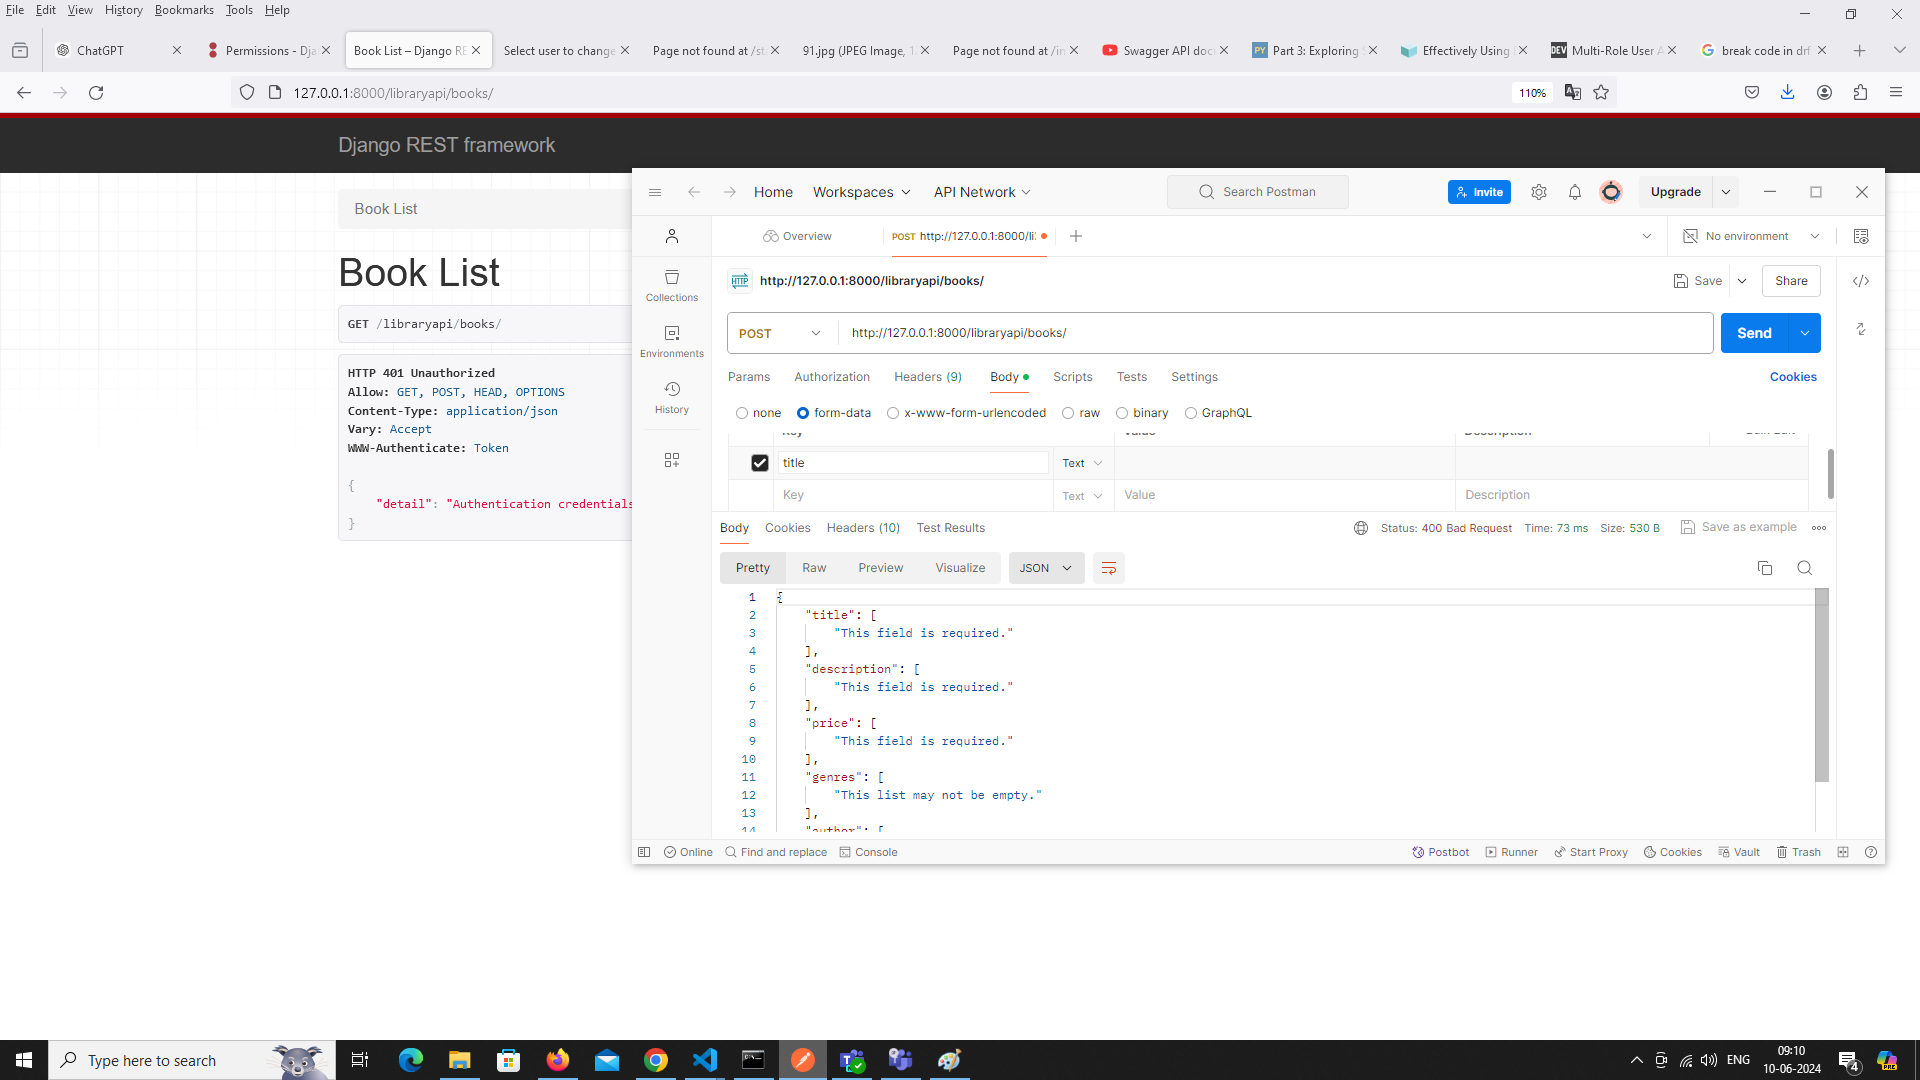 File Edit View History Bookmarks Tools Help
ChatGPT
Permissions - Dja
Book List – Django RE
Select user to change
Page not found at /st
91.jpg (JPEG Image, 1
Page not found at /in
Swagger API doc
Part 3: Exploring
Effectively Using
DEV Multi-Role User A
break code in drf
127.0.0.1:8000/libraryapi/books/
110%
Django REST framework
Book List
Book List
GET /libraryapi/books/
HTTP 401 Unauthorized
Allow: GET, POST, HEAD, OPTIONS
Content-Type: application/json
Vary: Accept
WWW-Authenticate: Token
{
"detail": "Authentication credentials
}
Home Workspaces API Network
Search Postman
Invite
Upgrade
Overview
POST http://127.0.0.1:8000/li
No environment
HTTP http://127.0.0.1:8000/libraryapi/books/
Save Share
Collections
Environments
History
POST http://127.0.0.1:8000/libraryapi/books/
Send
Params Authorization Headers (9) Body Scripts Tests Settings
Cookies
none form-data x-www-form-urlencoded raw binary GraphQL
Key Value Description Bulk Edit
title Text
Key Text Value Description
Body Cookies Headers (10) Test Results
Status: 400 Bad Request Time: 73 ms Size: 530 B
Save as example
Pretty Raw Preview Visualize JSON
1 {
2 "title": [
3 "This field is required."
4 ],
5 "description": [
6 "This field is required."
7 ],
8 "price": [
9 "This field is required."
10 ],
11 "genres": [
12 "This list may not be empty."
13 ],
14 "author": [
Online Find and replace Console
Postbot Runner Start Proxy Cookies Vault Trash
Type here to search
ENG
09:10
10-06-2024
4
PRE